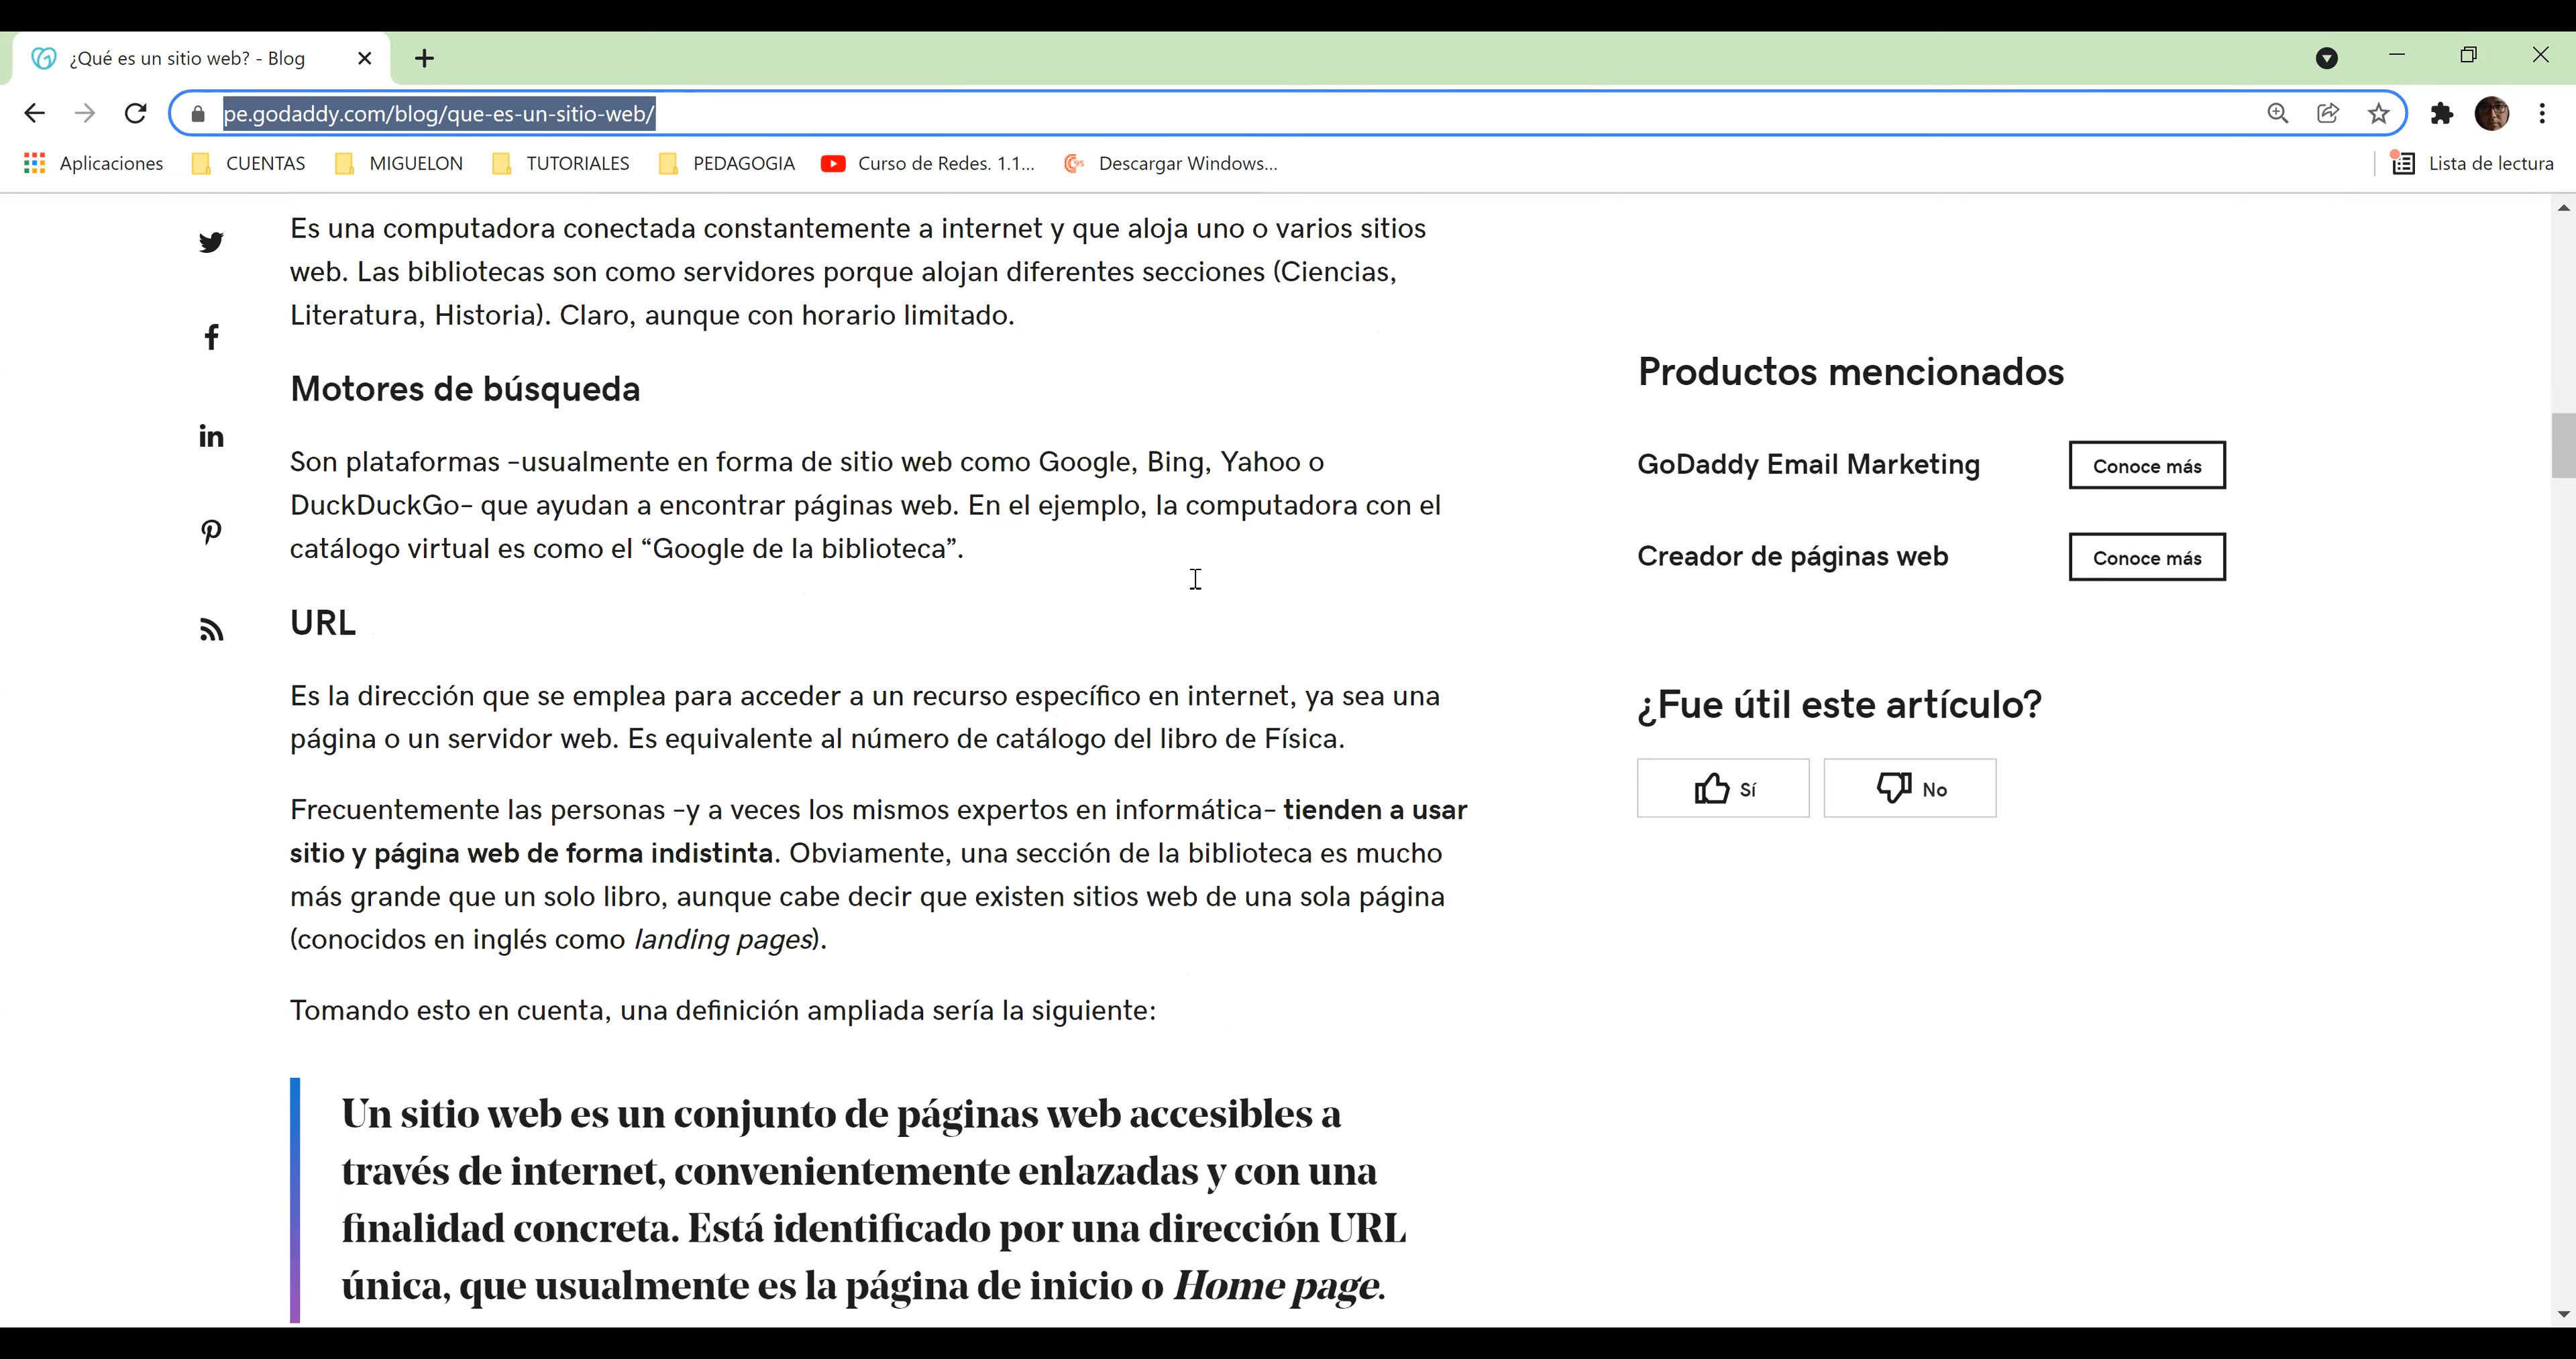 ¿Qué es un sitio web? - Blog
pe.godaddy.com/blog/que-es-un-sitio-web/
Aplicaciones
CUENTAS
MIGUELON
TUTORIALES
PEDAGOGIA
Curso de Redes. 1.1...
Descargar Windows...
Lista de lectura
Es una computadora conectada constantemente a internet y que aloja uno o varios sitios
web. Las bibliotecas son como servidores porque alojan diferentes secciones (Ciencias,
Literatura, Historia). Claro, aunque con horario limitado.
Motores de búsqueda
Son plataformas –usualmente en forma de sitio web como Google, Bing, Yahoo o
DuckDuckGo– que ayudan a encontrar páginas web. En el ejemplo, la computadora con el
catálogo virtual es como el “Google de la biblioteca”.
URL
Es la dirección que se emplea para acceder a un recurso específico en internet, ya sea una
página o un servidor web. Es equivalente al número de catálogo del libro de Física.
Frecuentemente las personas –y a veces los mismos expertos en informática– tienden a usar
sitio y página web de forma indistinta. Obviamente, una sección de la biblioteca es mucho
más grande que un solo libro, aunque cabe decir que existen sitios web de una sola página
(conocidos en inglés como landing pages).
Tomando esto en cuenta, una definición ampliada sería la siguiente:
Un sitio web es un conjunto de páginas web accesibles a
través de internet, convenientemente enlazadas y con una
finalidad concreta. Está identificado por una dirección URL
única, que usualmente es la página de inicio o Home page.
Productos mencionados
GoDaddy Email Marketing
Conoce más
Creador de páginas web
Conoce más
¿Fue útil este artículo?
Sí
No